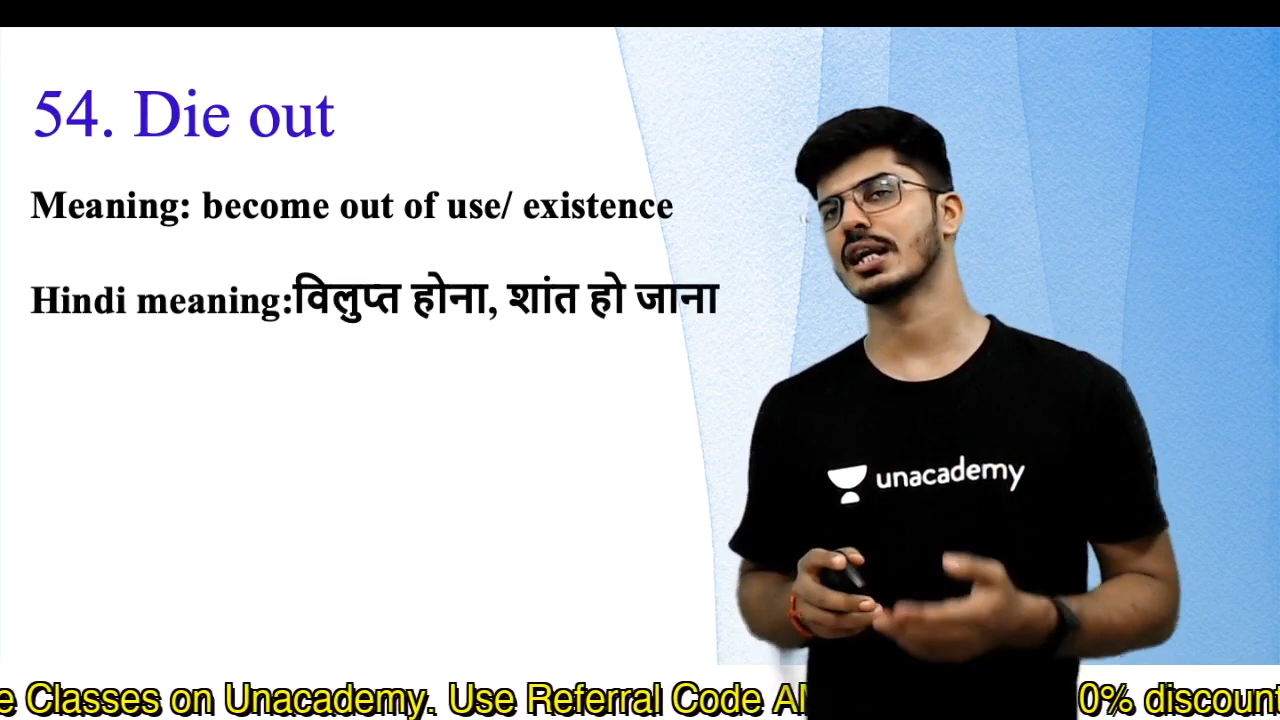 54. Die out
Meaning: become out of use/ existence
Hindi meaning:विलुप्त होना, शांत हो जाना
unacademy
Classes on Unacademy. Use Referral Code 0% discount